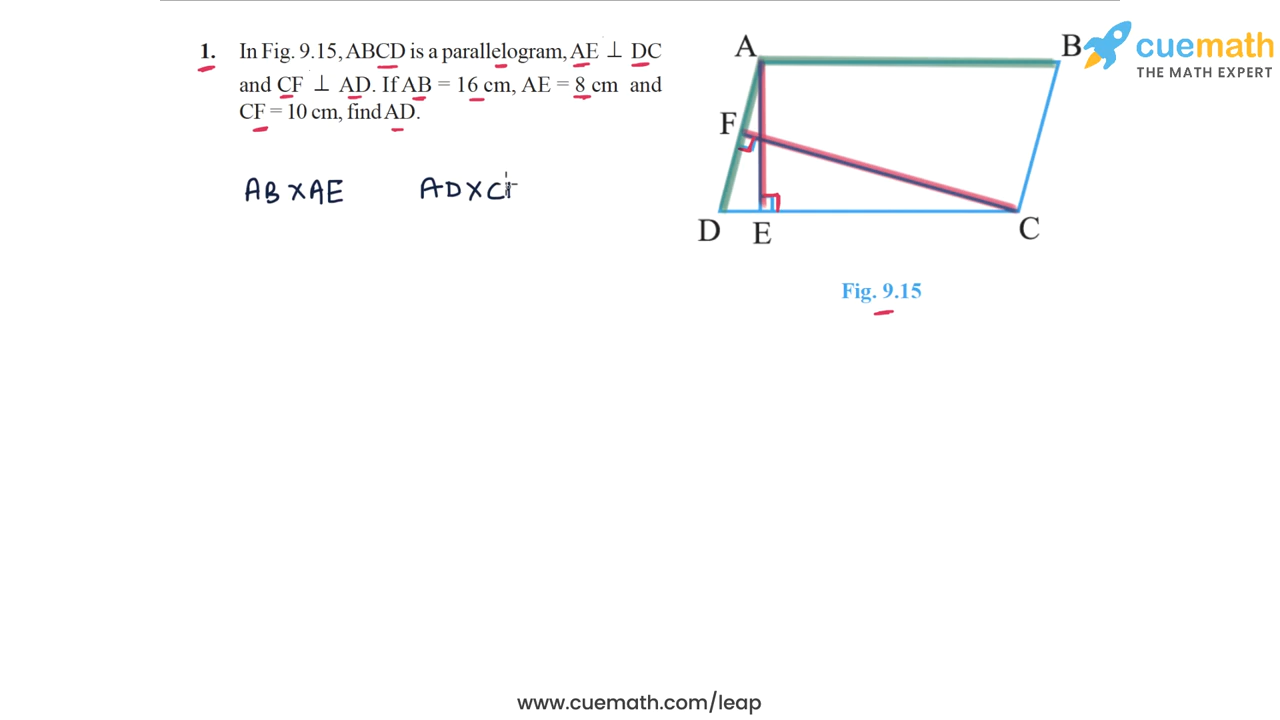 1. In Fig. 9.15, ABCD is a parallelogram, AE ⊥ DC
and CF ⊥ AD. If AB = 16 cm, AE = 8 cm and
CF = 10 cm, find AD.
AB × AE AD × CF
A
B
F
D
E
C
Fig. 9.15
cuemath
THE MATH EXPERT
www.cuemath.com/leap